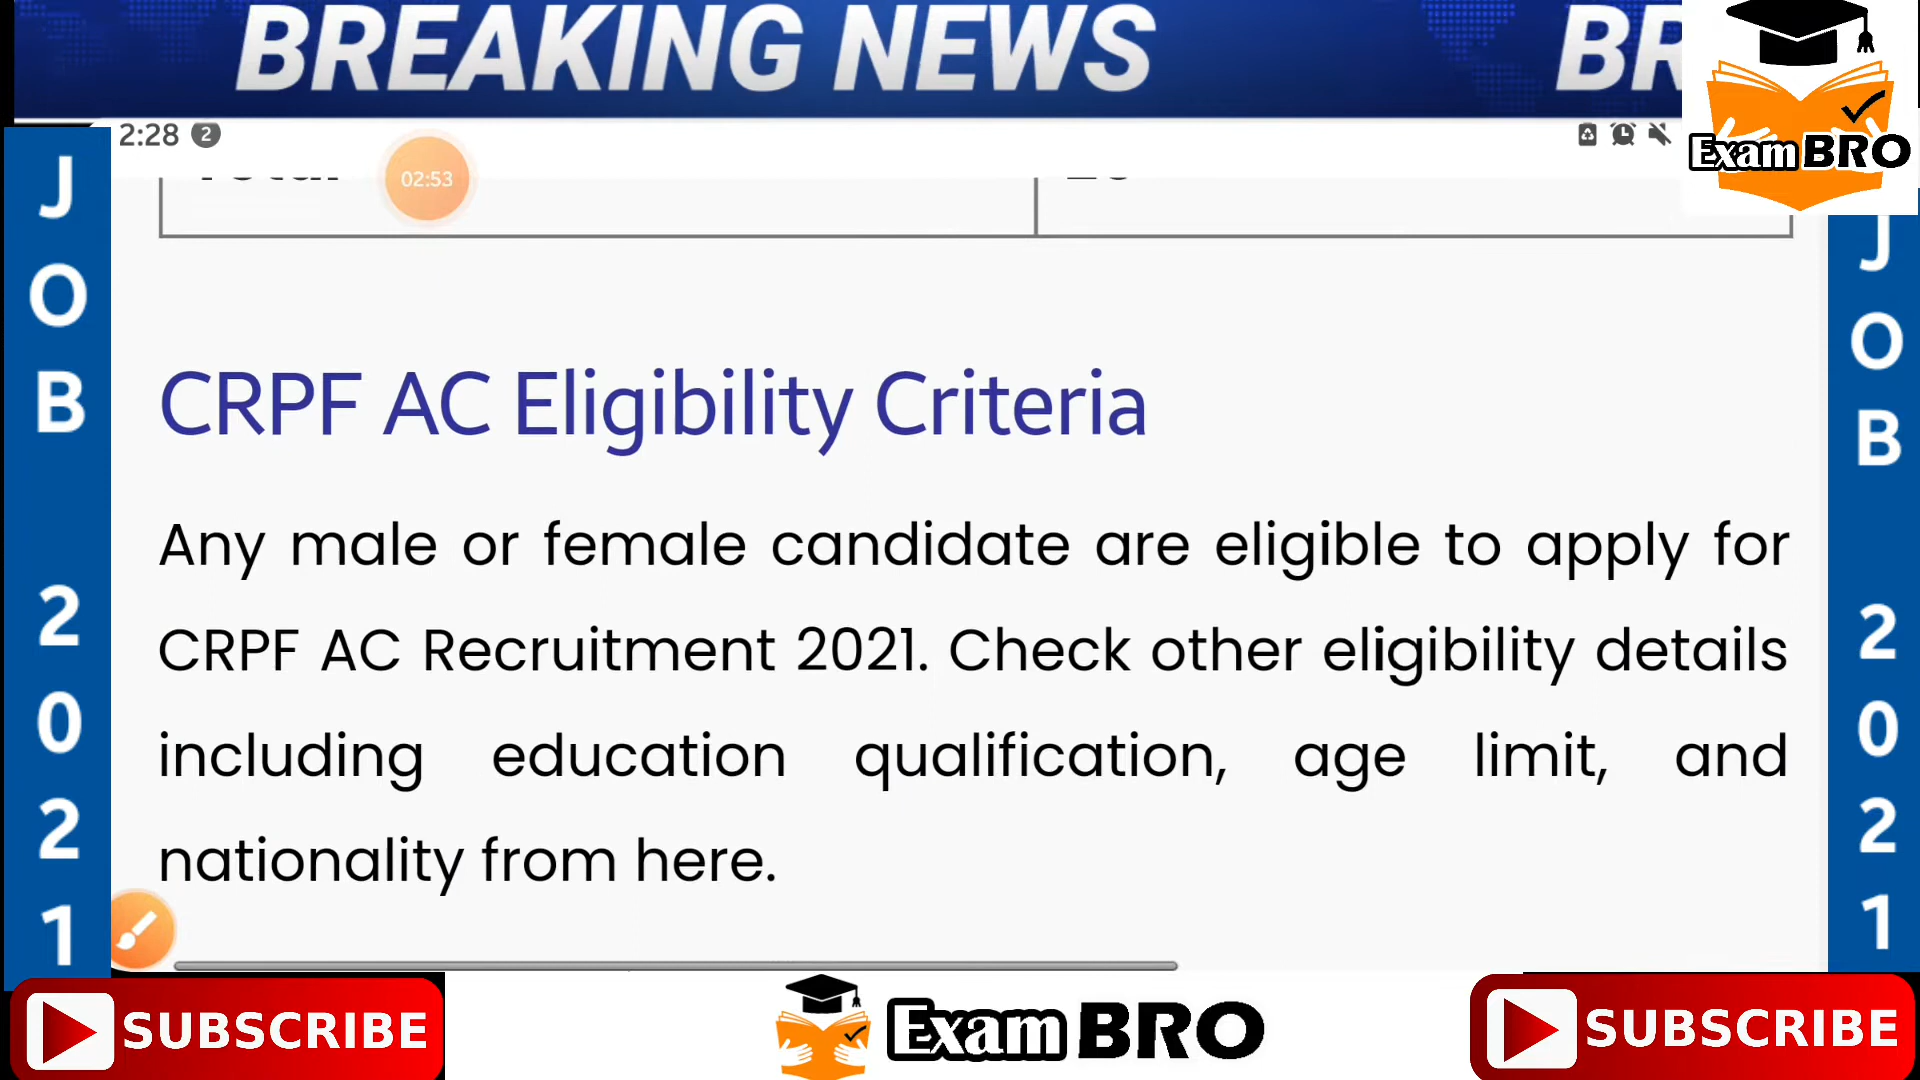 BREAKING NEWS
BR
Exam BRO
2:28 2
02:53
JOB 2021
JOB 2021
CRPF AC Eligibility Criteria
Any male or female candidate are eligible to apply for
CRPF AC Recruitment 2021. Check other eligibility details
including education qualification, age limit, and
nationality from here.
SUBSCRIBE
Exam BRO
SUBSCRIBE